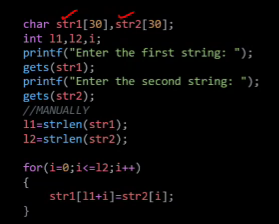 char str1[30],str2[30];
int l1,l2,i;
printf("Enter the first string: ");
gets(str1);
printf("Enter the second string: ");
gets(str2);
//MANUALLY
l1=strlen(str1);
l2=strlen(str2);
for(i=0;i<=l2;i++)
{
str1[l1+i]=str2[i];
}